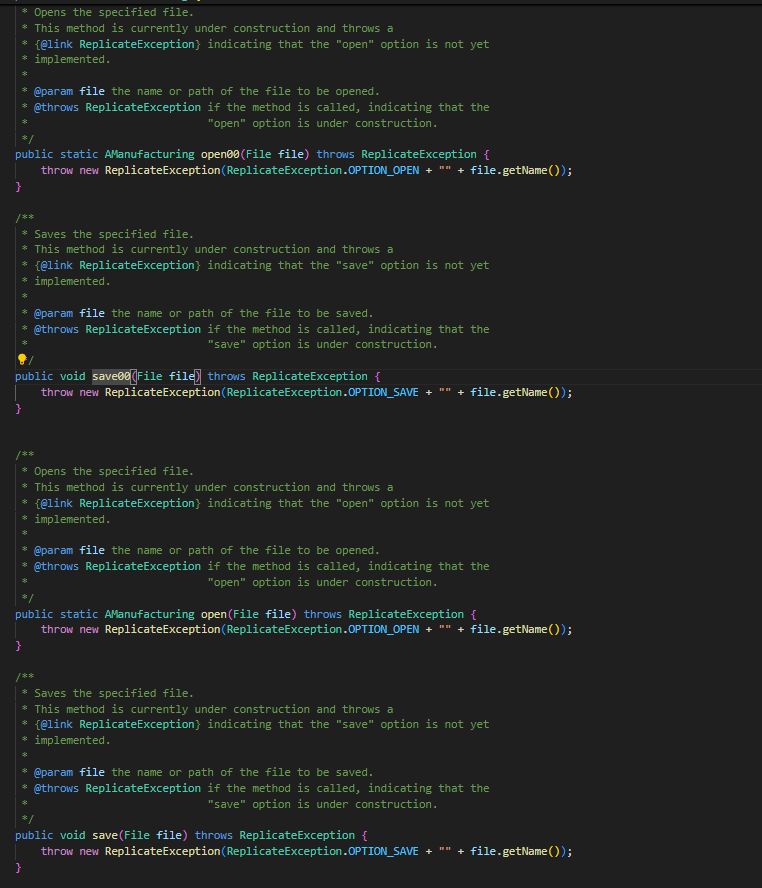 * Opens the specified file.
* This method is currently under construction and throws a
* {@link ReplicateException} indicating that the "open" option is not yet
* implemented.
*
* @param file the name or path of the file to be opened.
* @throws ReplicateException if the method is called, indicating that the
* "open" option is under construction.
*/
public static AManufacturing open00(File file) throws ReplicateException {
throw new ReplicateException(ReplicateException.OPTION_OPEN + "" + file.getName());
}
/**
* Saves the specified file.
* This method is currently under construction and throws a
* {@link ReplicateException} indicating that the "save" option is not yet
* implemented.
*
* @param file the name or path of the file to be saved.
* @throws ReplicateException if the method is called, indicating that the
* "save" option is under construction.
/
public void save00(File file) throws ReplicateException {
throw new ReplicateException(ReplicateException.OPTION_SAVE + "" + file.getName());
}
/**
* Opens the specified file.
* This method is currently under construction and throws a
* {@link ReplicateException} indicating that the "open" option is not yet
* implemented.
*
* @param file the name or path of the file to be opened.
* @throws ReplicateException if the method is called, indicating that the
* "open" option is under construction.
*/
public static AManufacturing open(File file) throws ReplicateException {
throw new ReplicateException(ReplicateException.OPTION_OPEN + "" + file.getName());
}
/**
* Saves the specified file.
* This method is currently under construction and throws a
* {@link ReplicateException} indicating that the "save" option is not yet
* implemented.
*
* @param file the name or path of the file to be saved.
* @throws ReplicateException if the method is called, indicating that the
* "save" option is under construction.
*/
public void save(File file) throws ReplicateException {
throw new ReplicateException(ReplicateException.OPTION_SAVE + "" + file.getName());
}